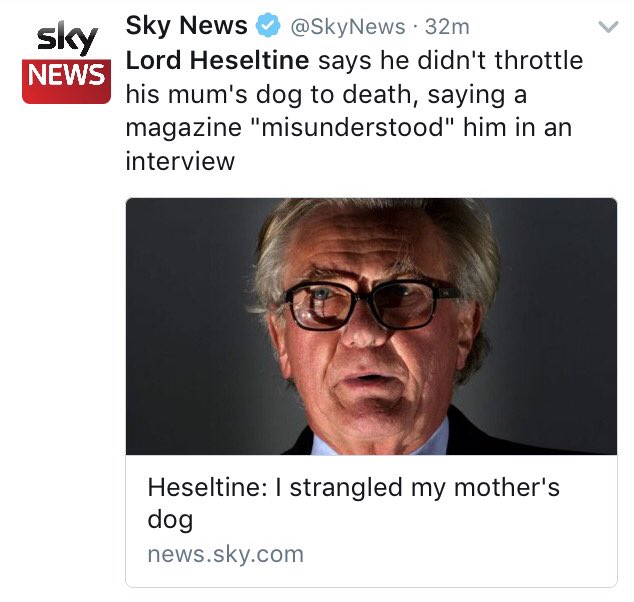 sky
NEWS
Sky News @SkyNews · 32m
Lord Heseltine says he didn't throttle
his mum's dog to death, saying a
magazine "misunderstood" him in an
interview
Heseltine: I strangled my mother's
dog
news.sky.com